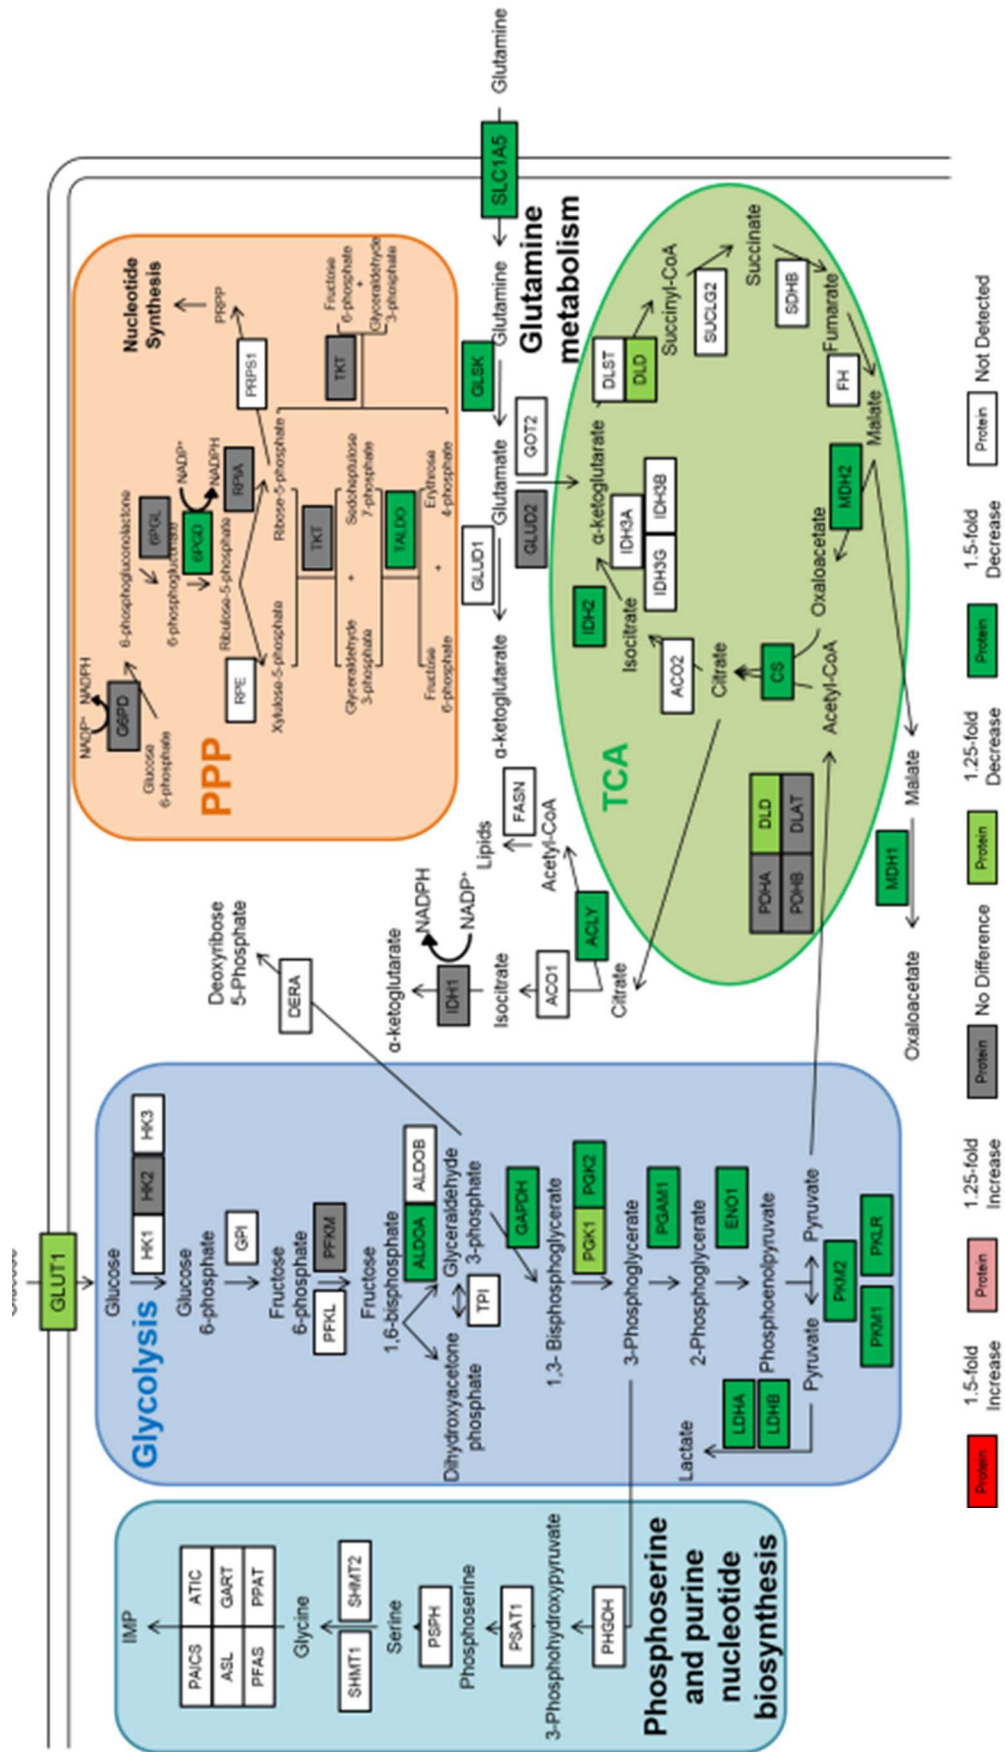 GLUT1
Glycolysis
Glucose
HK1
HK2
HK3
Glucose
6-phosphate
GPI
Fructose
6-phosphate
PFKL
PFKM
Fructose
1,6-bisphosphate
ALDOA
ALDOB
Dihydroxyacetone
phosphate
TPI
Glyceraldehyde
3-phosphate
GAPDH
1,3- Bisphosphoglycerate
PGK1
PGK2
3-Phosphoglycerate
PGAM1
2-Phosphoglycerate
ENO1
Phosphoenolpyruvate
Lactate
LDHA
LDHB
Pyruvate
Pyruvate
PKM2
PKM1
PKLR
IMP
PAICS
ATIC
ASL
GART
PFAS
PPAT
Glycine
SHMT1
SHMT2
Serine
PSPH
Phosphoserine
PSAT1
3-Phosphohydroxypyruvate
PHGDH
Phosphoserine
and purine
nucleotide
biosynthesis
Deoxyribose
5-Phosphate
DERA
PPP
NADP⁺
NADPH
G6PD
Glucose
6-phosphate
6-phosphogluconolactone
6PGL
6-phosphogluconate
NADP⁺
6PGD
NADPH
Ribulose-5-phosphate
RPE
RPIA
Xylulose-5-phosphate
Ribose-5-phosphate
PRPS1
PRPP
Nucleotide
Synthesis
TKT
Glyceraldehyde
3-phosphate
+
Sedoheptulose
7-phosphate
TALDO
Fructose
6-phosphate
+
Erythrose
4-phosphate
TKT
Fructose
6-phosphate
+
Glyceraldehyde
3-phosphate
Glutamine
SLC1A5
Glutamine
Glutamine
metabolism
GLSK
Glutamate
GLUD1
α-ketoglutarate
GLUD2
GOT2
Lipids
FASN
Acetyl-CoA
ACLY
Citrate
ACO1
Isocitrate
IDH1
NADP⁺
NADPH
α-ketoglutarate
TCA
α-ketoglutarate
IDH2
IDH3A
IDH3G
IDH3B
Isocitrate
ACO2
Citrate
CS
Acetyl-CoA
Oxaloacetate
MDH2
Malate
FH
Fumarate
SDHB
Succinate
SUCLG2
Succinyl-CoA
DLST
DLD
PDHA
DLD
PDHB
DLAT
Malate
MDH1
Oxaloacetate
Protein
1.5-fold
Increase
Protein
1.25-fold
Increase
Protein
No Difference
Protein
1.25-fold
Decrease
Protein
1.5-fold
Decrease
Protein
Not Detected